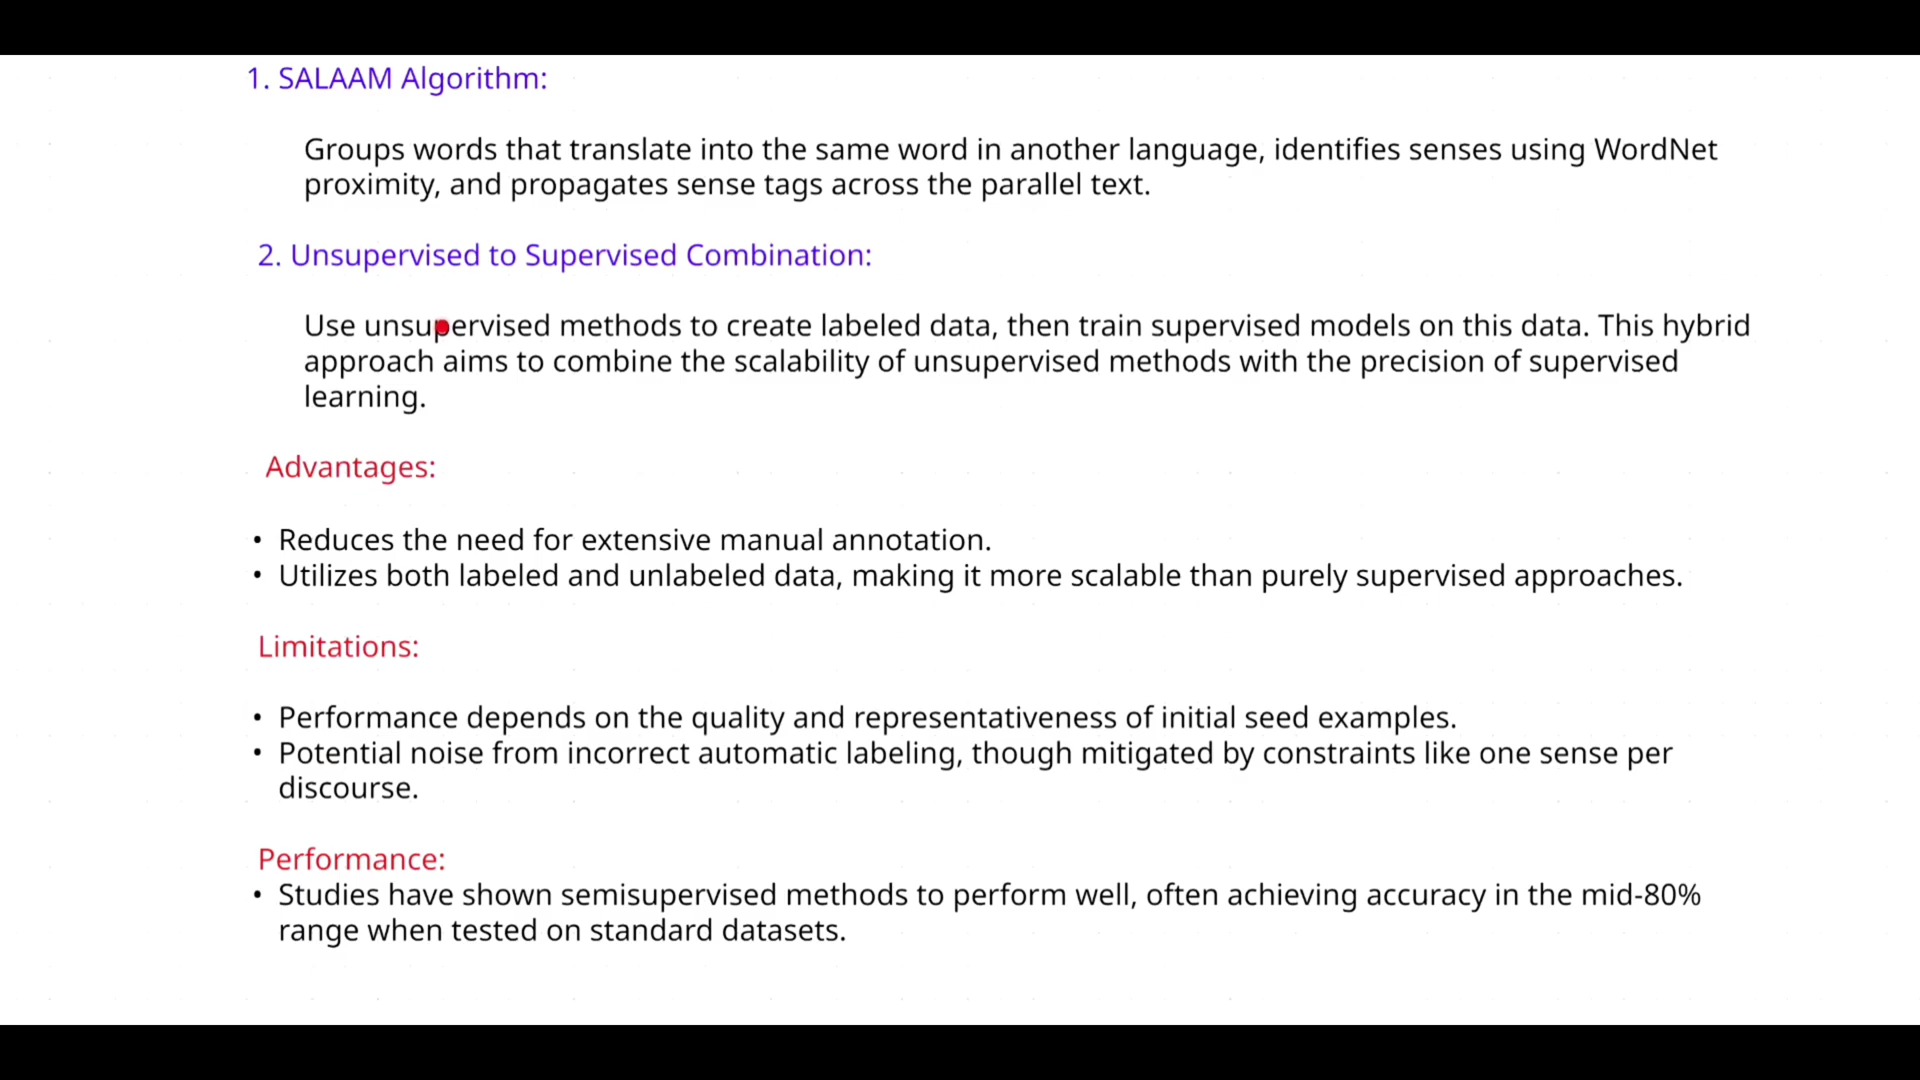 1. SALAAM Algorithm:
Groups words that translate into the same word in another language, identifies senses using WordNet
proximity, and propagates sense tags across the parallel text.
2. Unsupervised to Supervised Combination:
Use unsupervised methods to create labeled data, then train supervised models on this data. This hybrid
approach aims to combine the scalability of unsupervised methods with the precision of supervised
learning.
Advantages:
• Reduces the need for extensive manual annotation.
• Utilizes both labeled and unlabeled data, making it more scalable than purely supervised approaches.
Limitations:
• Performance depends on the quality and representativeness of initial seed examples.
• Potential noise from incorrect automatic labeling, though mitigated by constraints like one sense per
discourse.
Performance:
• Studies have shown semisupervised methods to perform well, often achieving accuracy in the mid-80%
range when tested on standard datasets.